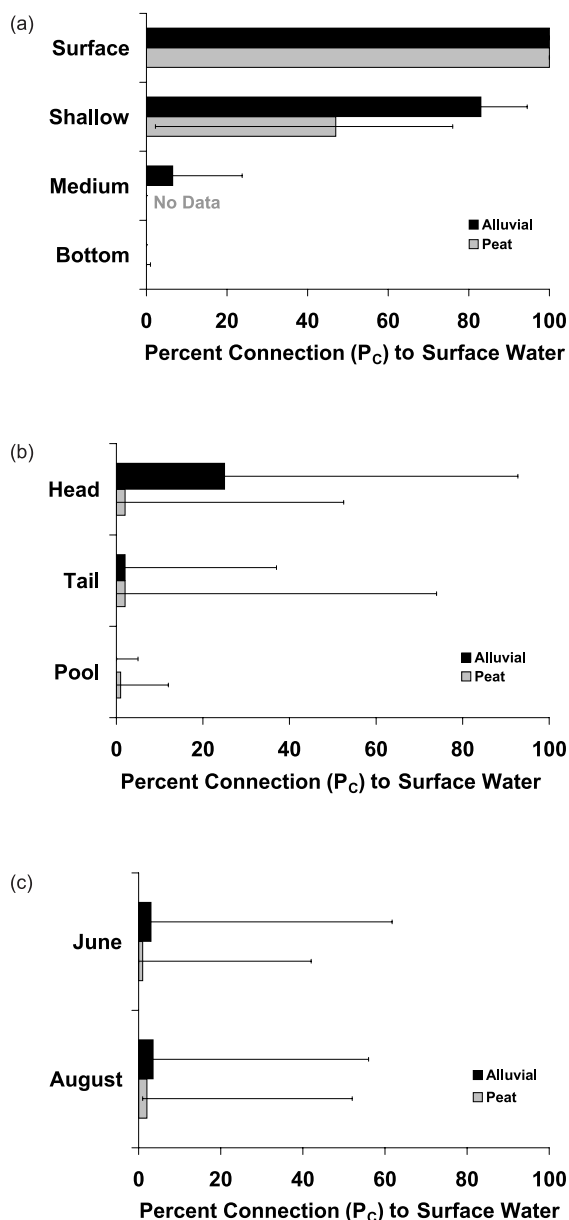 (a)
Surface
Shallow
Medium
No Data
Bottom
Alluvial
Peat
0 20 40 60 80 100
Percent Connection (PC) to Surface Water
(b)
Head
Tail
Pool
Alluvial
Peat
0 20 40 60 80 100
Percent Connection (PC) to Surface Water
(c)
June
August
Alluvial
Peat
0 20 40 60 80 100
Percent Connection (PC) to Surface Water